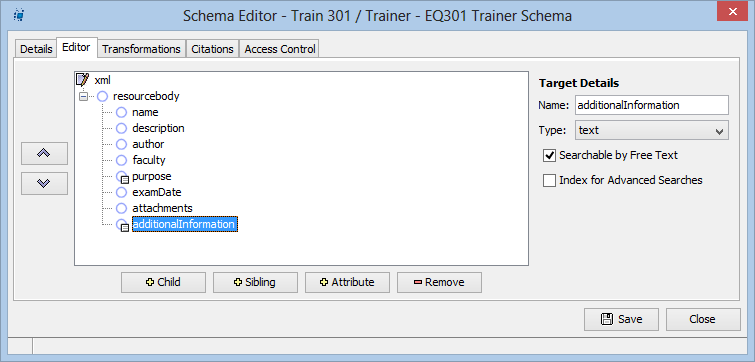 Schema Editor - Train 301 / Trainer - EQ301 Trainer Schema
x
Details Editor Transformations Citations Access Control
xml
resourcebody
name
description
author
faculty
purpose
examDate
attachments
additionalInformation
Child Sibling Attribute Remove
Target Details
Name: additionalInformation
Type: text
Searchable by Free Text
Index for Advanced Searches
Save Close